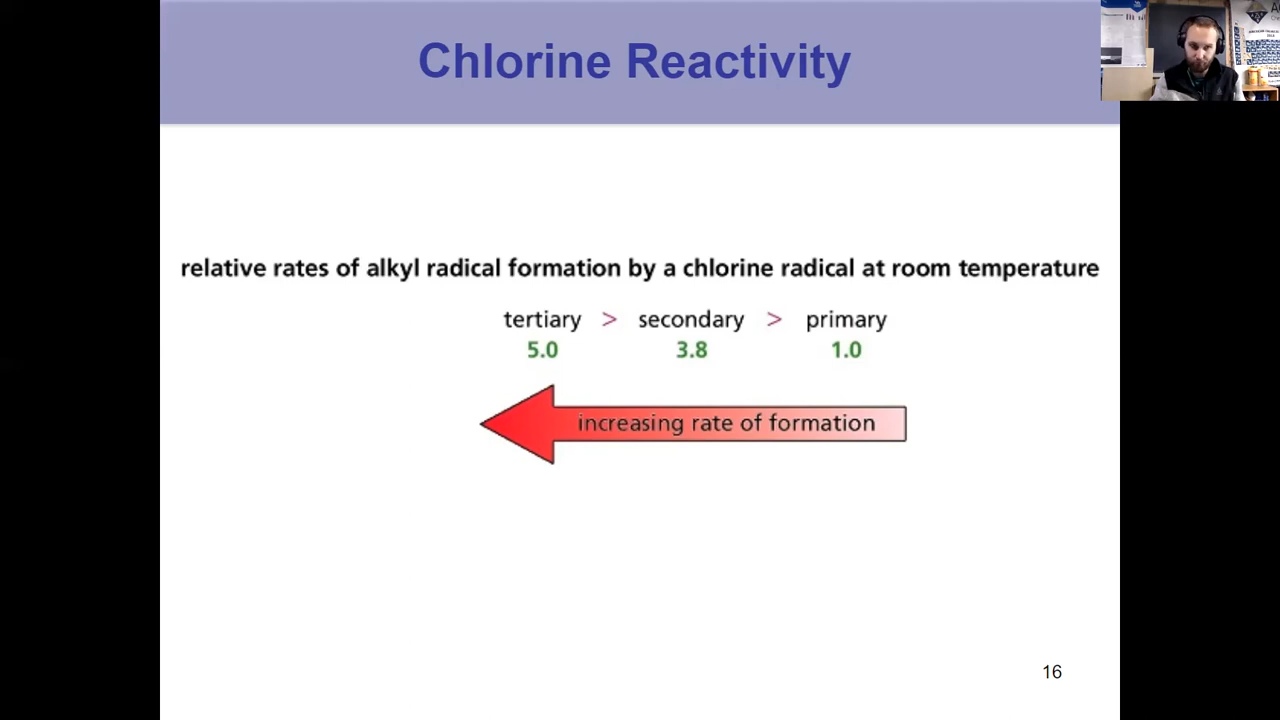 Chlorine Reactivity
relative rates of alkyl radical formation by a chlorine radical at room temperature
tertiary > secondary > primary
5.0 3.8 1.0
increasing rate of formation
16